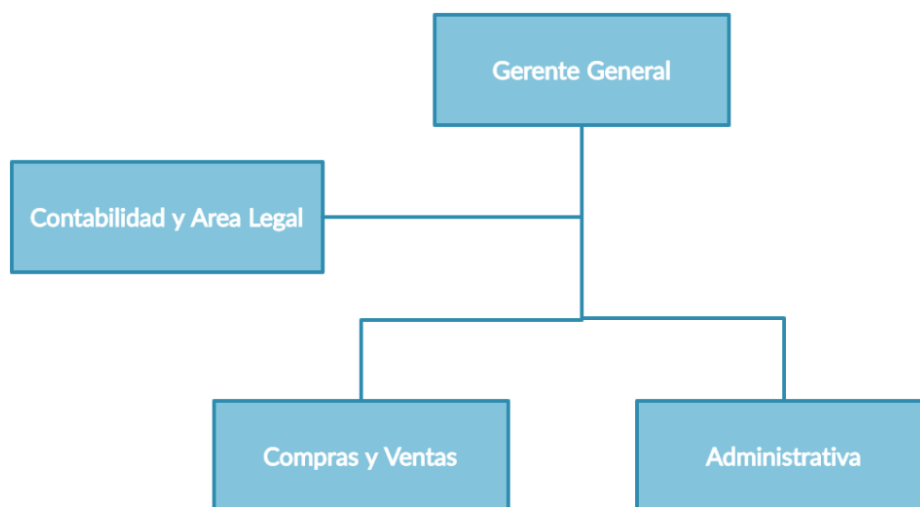 Gerente General
Contabilidad y Area Legal
Compras y Ventas
Administrativa